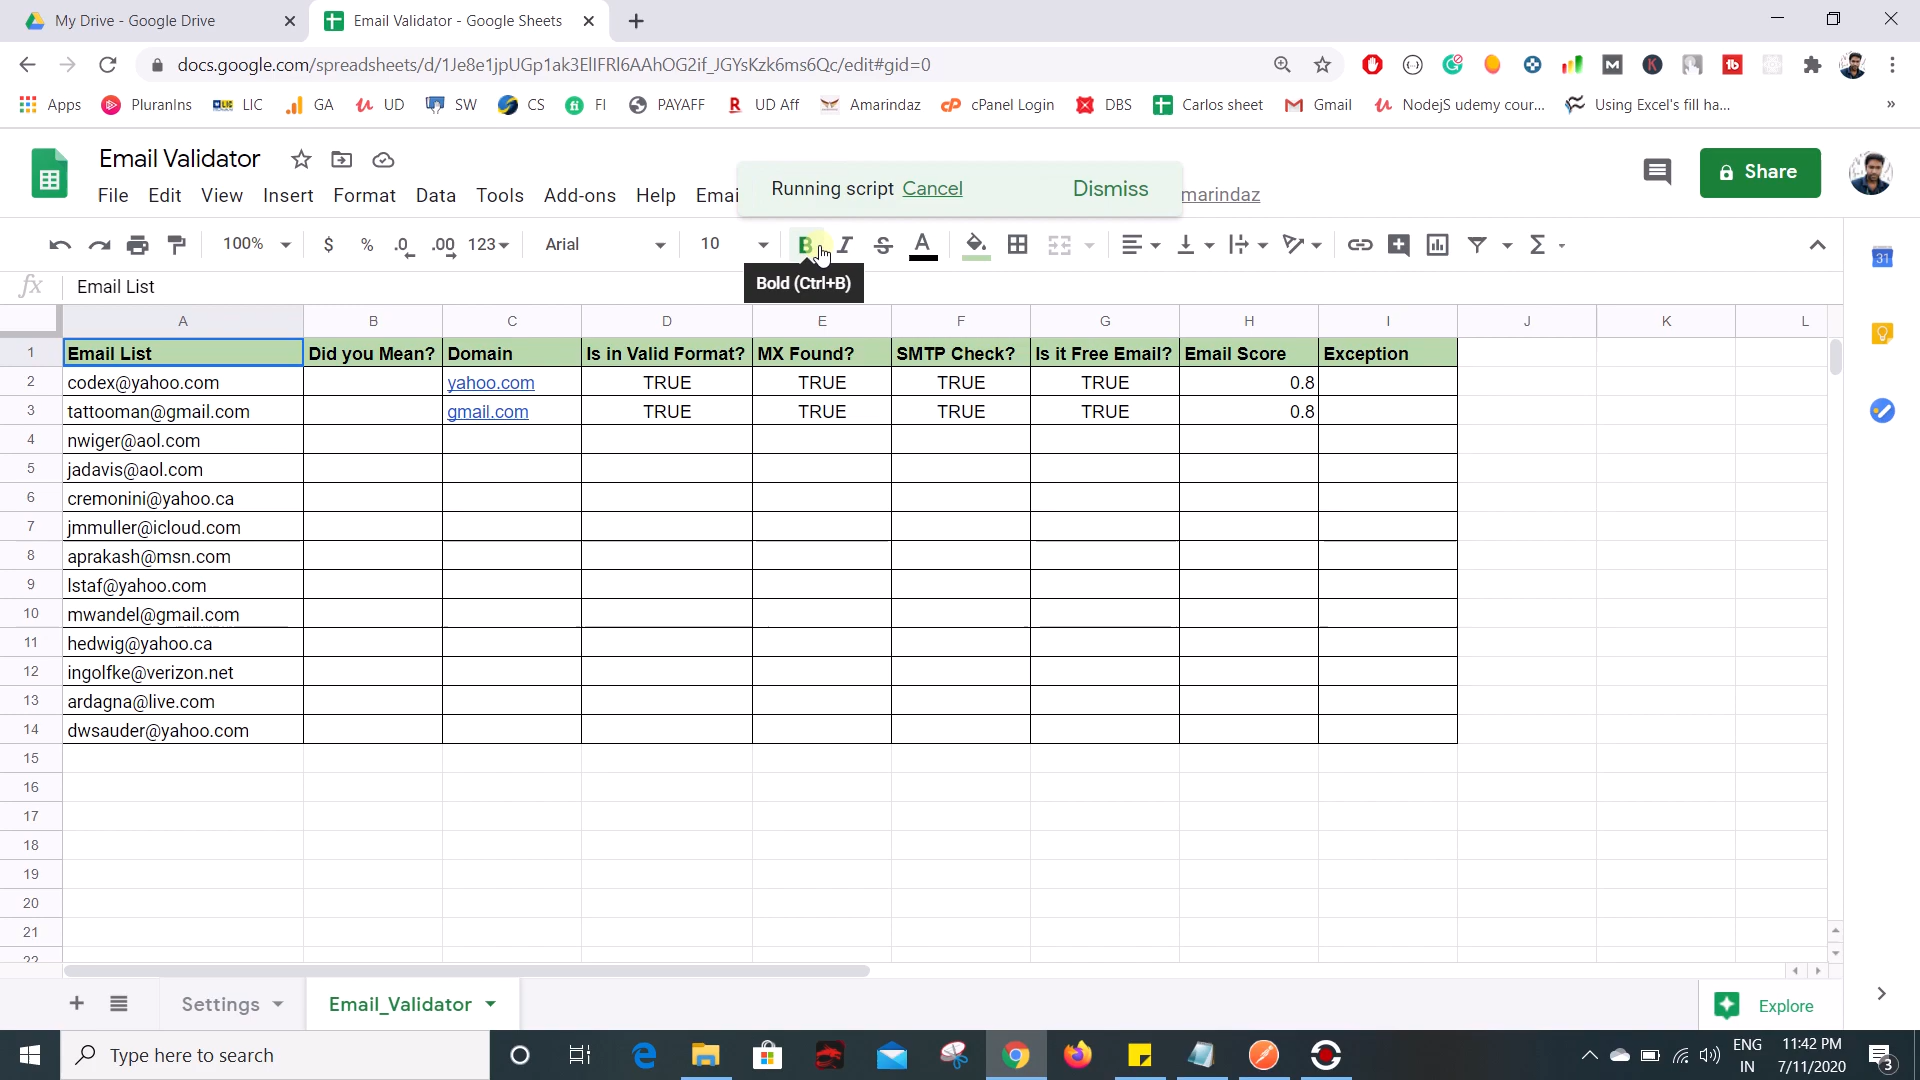 My Drive - Google Drive
Email Validator - Google Sheets
docs.google.com/spreadsheets/d/1Je8e1jpUGp1ak3ElIFRl6AAhOG2if_JGYsKzk6ms6Qc/edit#gid=0
Apps PluranIns LIC GA UD SW CS FI PAYAFF UD Aff Amarindaz cPanel Login DBS Carlos sheet Gmail NodejS udemy cour... Using Excel's fill ha... »
Email Validator
File Edit View Insert Format Data Tools Add-ons Help Emai
Running script Cancel Dismiss
marindaz
Share
100% $ % .0 .00 123 Arial 10 B I S A Σ
31
Bold (Ctrl+B)
fx Email List
A B C D E F G H I J K L
1 Email List Did you Mean? Domain Is in Valid Format? MX Found? SMTP Check? Is it Free Email? Email Score Exception
2 codex@yahoo.com yahoo.com TRUE TRUE TRUE TRUE 0.8
3 tattooman@gmail.com gmail.com TRUE TRUE TRUE TRUE 0.8
4 nwiger@aol.com
5 jadavis@aol.com
6 cremonini@yahoo.ca
7 jmmuller@icloud.com
8 aprakash@msn.com
9 lstaf@yahoo.com
10 mwandel@gmail.com
11 hedwig@yahoo.ca
12 ingolfke@verizon.net
13 ardagna@live.com
14 dwsauder@yahoo.com
15
16
17
18
19
20
21
22
Settings Email_Validator
Explore
Type here to search
ENG
IN
11:42 PM
7/11/2020
3